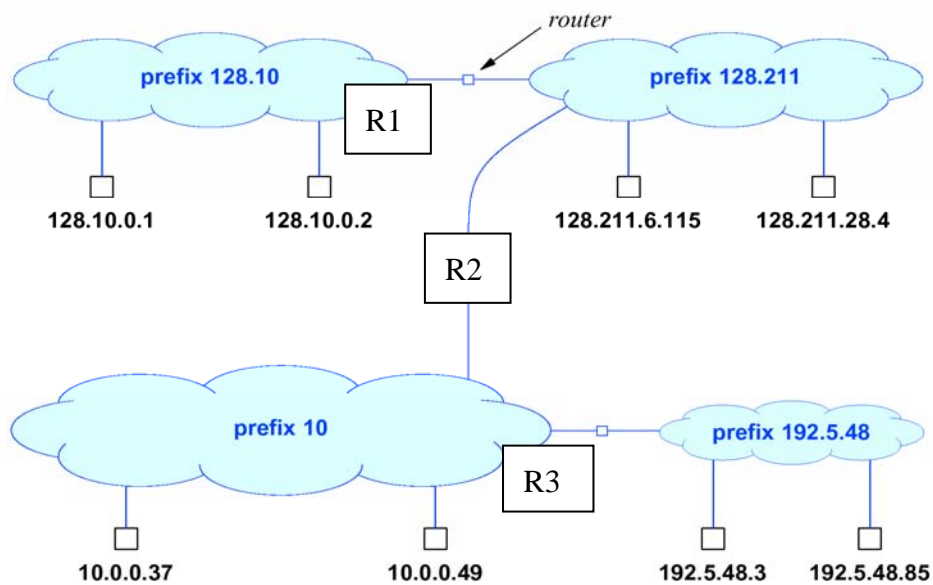 router
prefix 128.10
prefix 128.211
R1
128.10.0.1
128.10.0.2
128.211.6.115
128.211.28.4
R2
prefix 10
prefix 192.5.48
R3
10.0.0.37
10.0.0.49
192.5.48.3
192.5.48.85